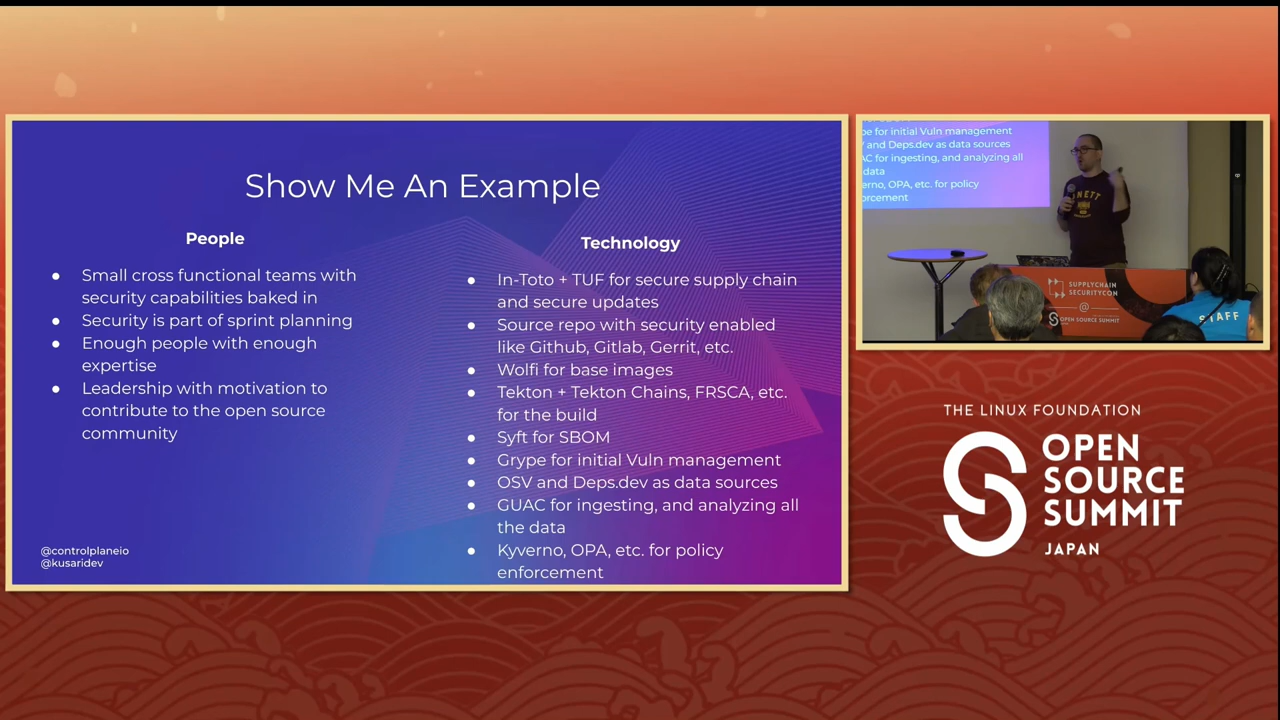 Show Me An Example
People
● Small cross functional teams with
security capabilities baked in
● Security is part of sprint planning
● Enough people with enough
expertise
● Leadership with motivation to
contribute to the open source
community
Technology
● In-Toto + TUF for secure supply chain
and secure updates
● Source repo with security enabled
like Github, Gitlab, Gerrit, etc.
● Wolfi for base images
● Tekton + Tekton Chains, FRSCA, etc.
for the build
● Syft for SBOM
● Grype for initial Vuln management
● OSV and Deps.dev as data sources
● GUAC for ingesting, and analyzing all
the data
● Kyverno, OPA, etc. for policy
enforcement
@controlplaneio
@kusaridev
pe for initial Vuln management
and Deps.dev as data sources
AC for ingesting, and analyzing all
data
erno, OPA, etc. for policy
orcement
SUPPLYCHAIN
SECURITYCON
@
OPEN SOURCE SUMMIT
STAFF
THE LINUX FOUNDATION
OPEN
SOURCE
SUMMIT
JAPAN